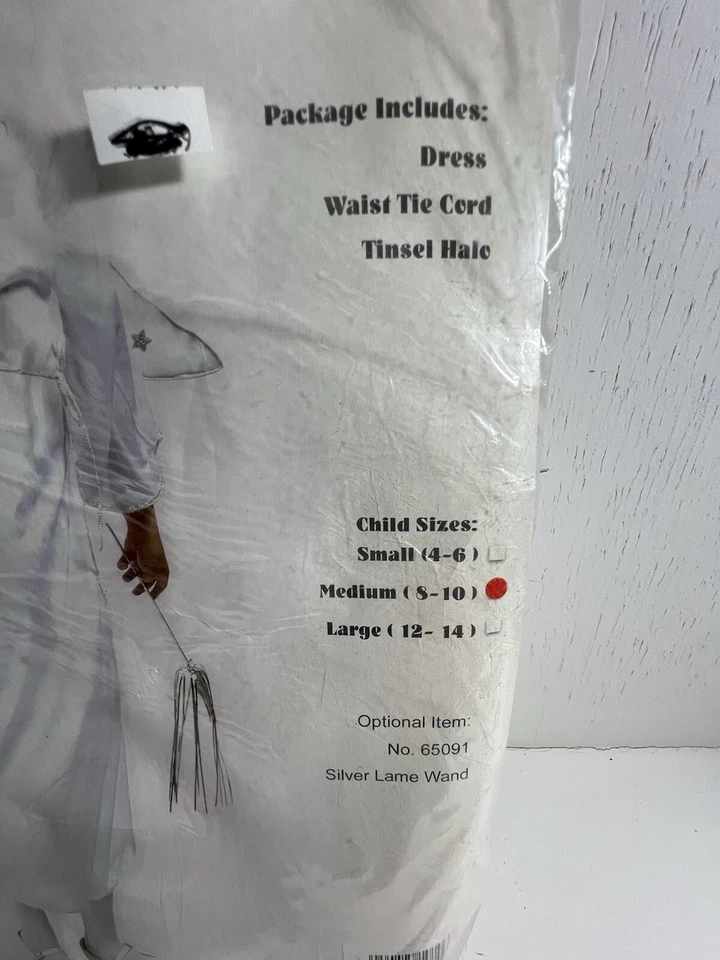 Package Includes:
Dress
Waist Tie Cord
Tinsel Halo
Child Sizes:
Small (4-6 )
Medium ( 8-10 )
Large ( 12- 14 )
Optional Item:
No. 65091
Silver Lame Wand